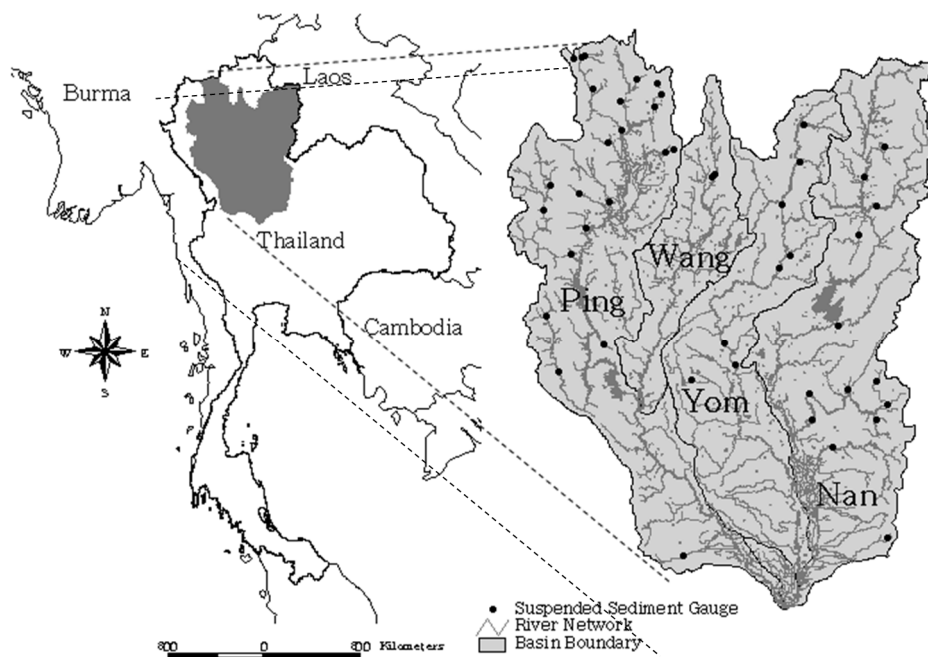 Laos
Burma
Thailand
Cambodia
N
W
E
S
Wang
Ping
Yom
Nan
Suspended Sediment Gauge
River Network
Basin Boundary
800 0 800 Kilometers